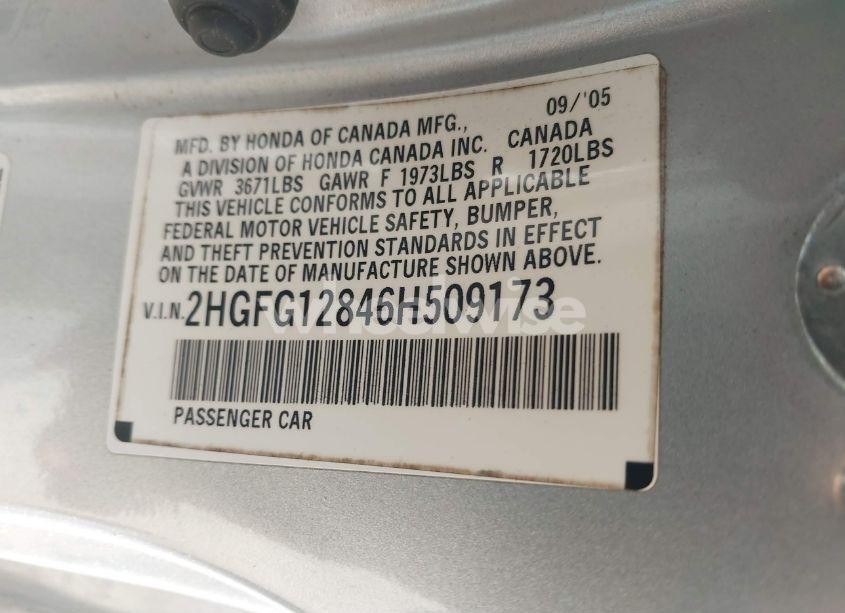 09/'05
MFD. BY HONDA OF CANADA MFG.,
A DIVISION OF HONDA CANADA INC. CANADA
GVWR 3671LBS GAWR F 1973LBS R 1720LBS
THIS VEHICLE CONFORMS TO ALL APPLICABLE
FEDERAL MOTOR VEHICLE SAFETY, BUMPER,
AND THEFT PREVENTION STANDARDS IN EFFECT
ON THE DATE OF MANUFACTURE SHOWN ABOVE.
V.I.N. 2HGFG12846H509173
wheelwise
PASSENGER CAR